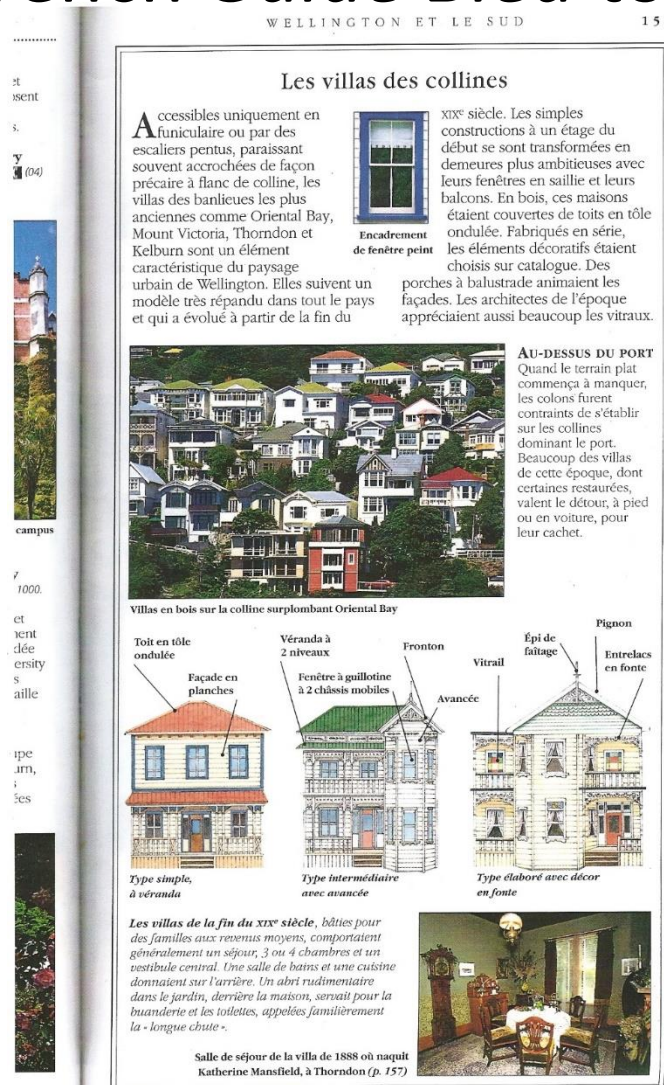 WELLINGTON ET LE SUD
15
et
osent
s.
y
(04)
campus
y
1000.
et
ment
dée
ersity
s
aille
urn,
s
ées
Les villas des collines
Accessibles uniquement en
funiculaire ou par des
escaliers pentus, paraissant
souvent accrochées de façon
précaire à flanc de colline, les
villas des banlieues les plus
anciennes comme Oriental Bay,
Mount Victoria, Thorndon et
Kelburn sont un élément
caractéristique du paysage
urbain de Wellington. Elles suivent un
modèle très répandu dans tout le pays
et qui a évolué à partir de la fin du
Encadrement
de fenêtre peint
XIXe siècle. Les simples
constructions à un étage du
début se sont transformées en
demeures plus ambitieuses avec
leurs fenêtres en saillie et leurs
balcons. En bois, ces maisons
étaient couvertes de toits en tôle
ondulée. Fabriqués en série,
les éléments décoratifs étaient
choisis sur catalogue. Des
porches à balustrade animaient les
façades. Les architectes de l'époque
appréciaient aussi beaucoup les vitraux.
AU-DESSUS DU PORT
Quand le terrain plat
commença à manquer,
les colons furent
contraints de s'établir
sur les collines
dominant le port.
Beaucoup des villas
de cette époque, dont
certaines restaurées,
valent le détour, à pied
ou en voiture, pour
leur cachet.
Villas en bois sur la colline surplombant Oriental Bay
Toit en tôle
ondulée
Façade en
planches
Véranda à
2 niveaux
Fenêtre à guillotine
à 2 châssis mobiles
Fronton
Avancée
Vitrail
Épi de
faîtage
Pignon
Entrelacs
en fonte
Type simple,
à véranda
Type intermédiaire
avec avancée
Type élaboré avec décor
en fonte
Les villas de la fin du XIXe siècle, bâties pour
des familles aux revenus moyens, comportaient
généralement un séjour, 3 ou 4 chambres et un
vestibule central. Une salle de bains et une cuisine
donnaient sur l'arrière. Un abri rudimentaire
dans le jardin, derrière la maison, servait pour la
buanderie et les toilettes, appelées familièrement
la « longue chute ».
Salle de séjour de la villa de 1888 où naquit
Katherine Mansfield, à Thorndon (p. 157)